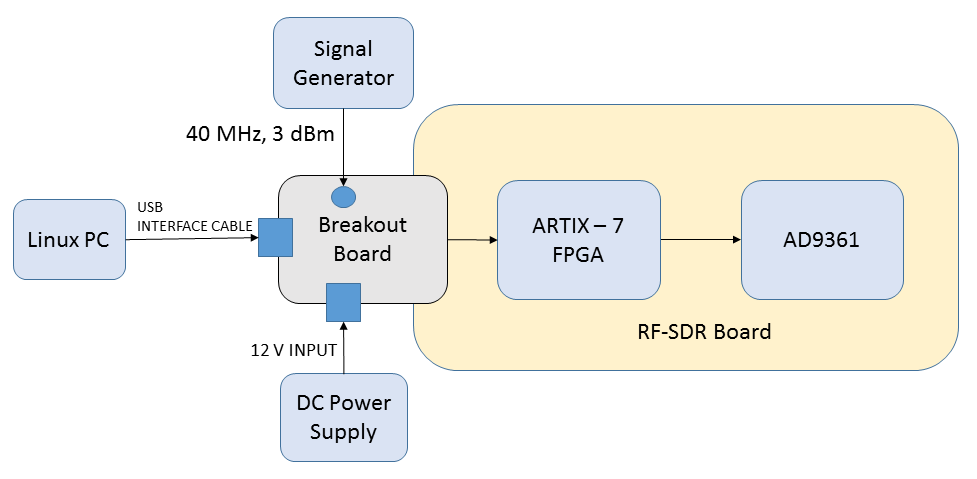 Signal
Generator
40 MHz, 3 dBm
USB
INTERFACE CABLE
Linux PC
Breakout
Board
ARTIX – 7
FPGA
AD9361
RF-SDR Board
12 V INPUT
DC Power
Supply